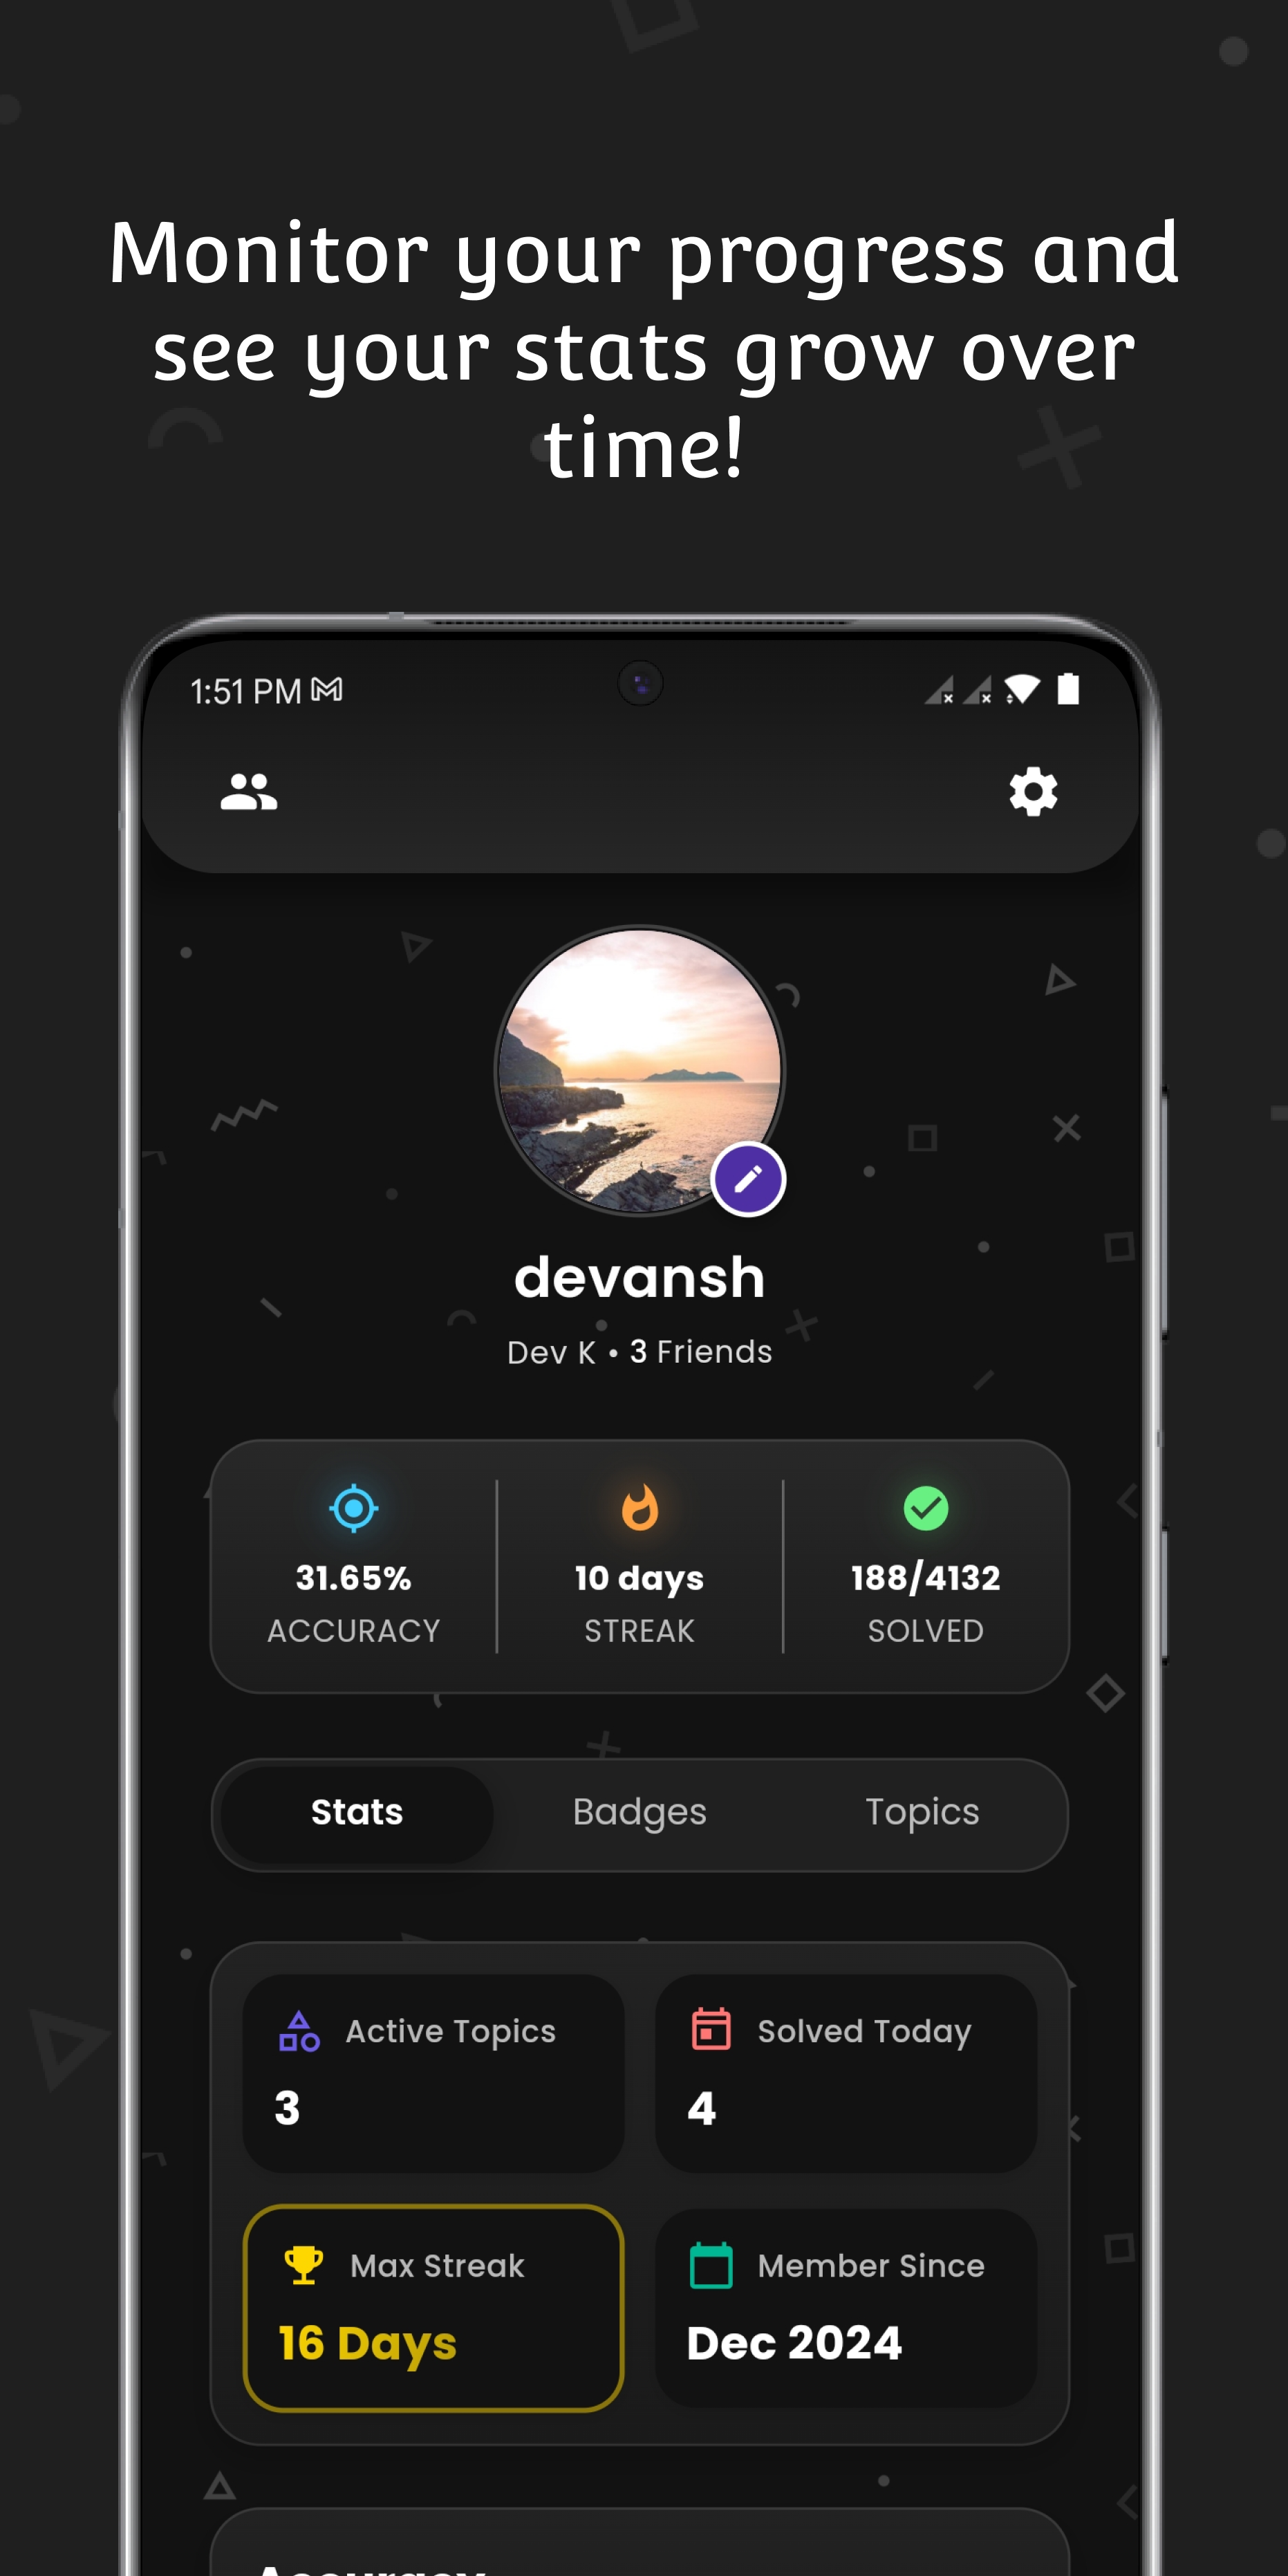 Monitor your progress and
see your stats grow over
time!
1:51 PM
devansh
Dev K • 3 Friends
31.65% 10 days 188/4132
ACCURACY STREAK SOLVED
Stats Badges Topics
Active Topics Solved Today
3 4
Max Streak Member Since
16 Days Dec 2024
Accuracy